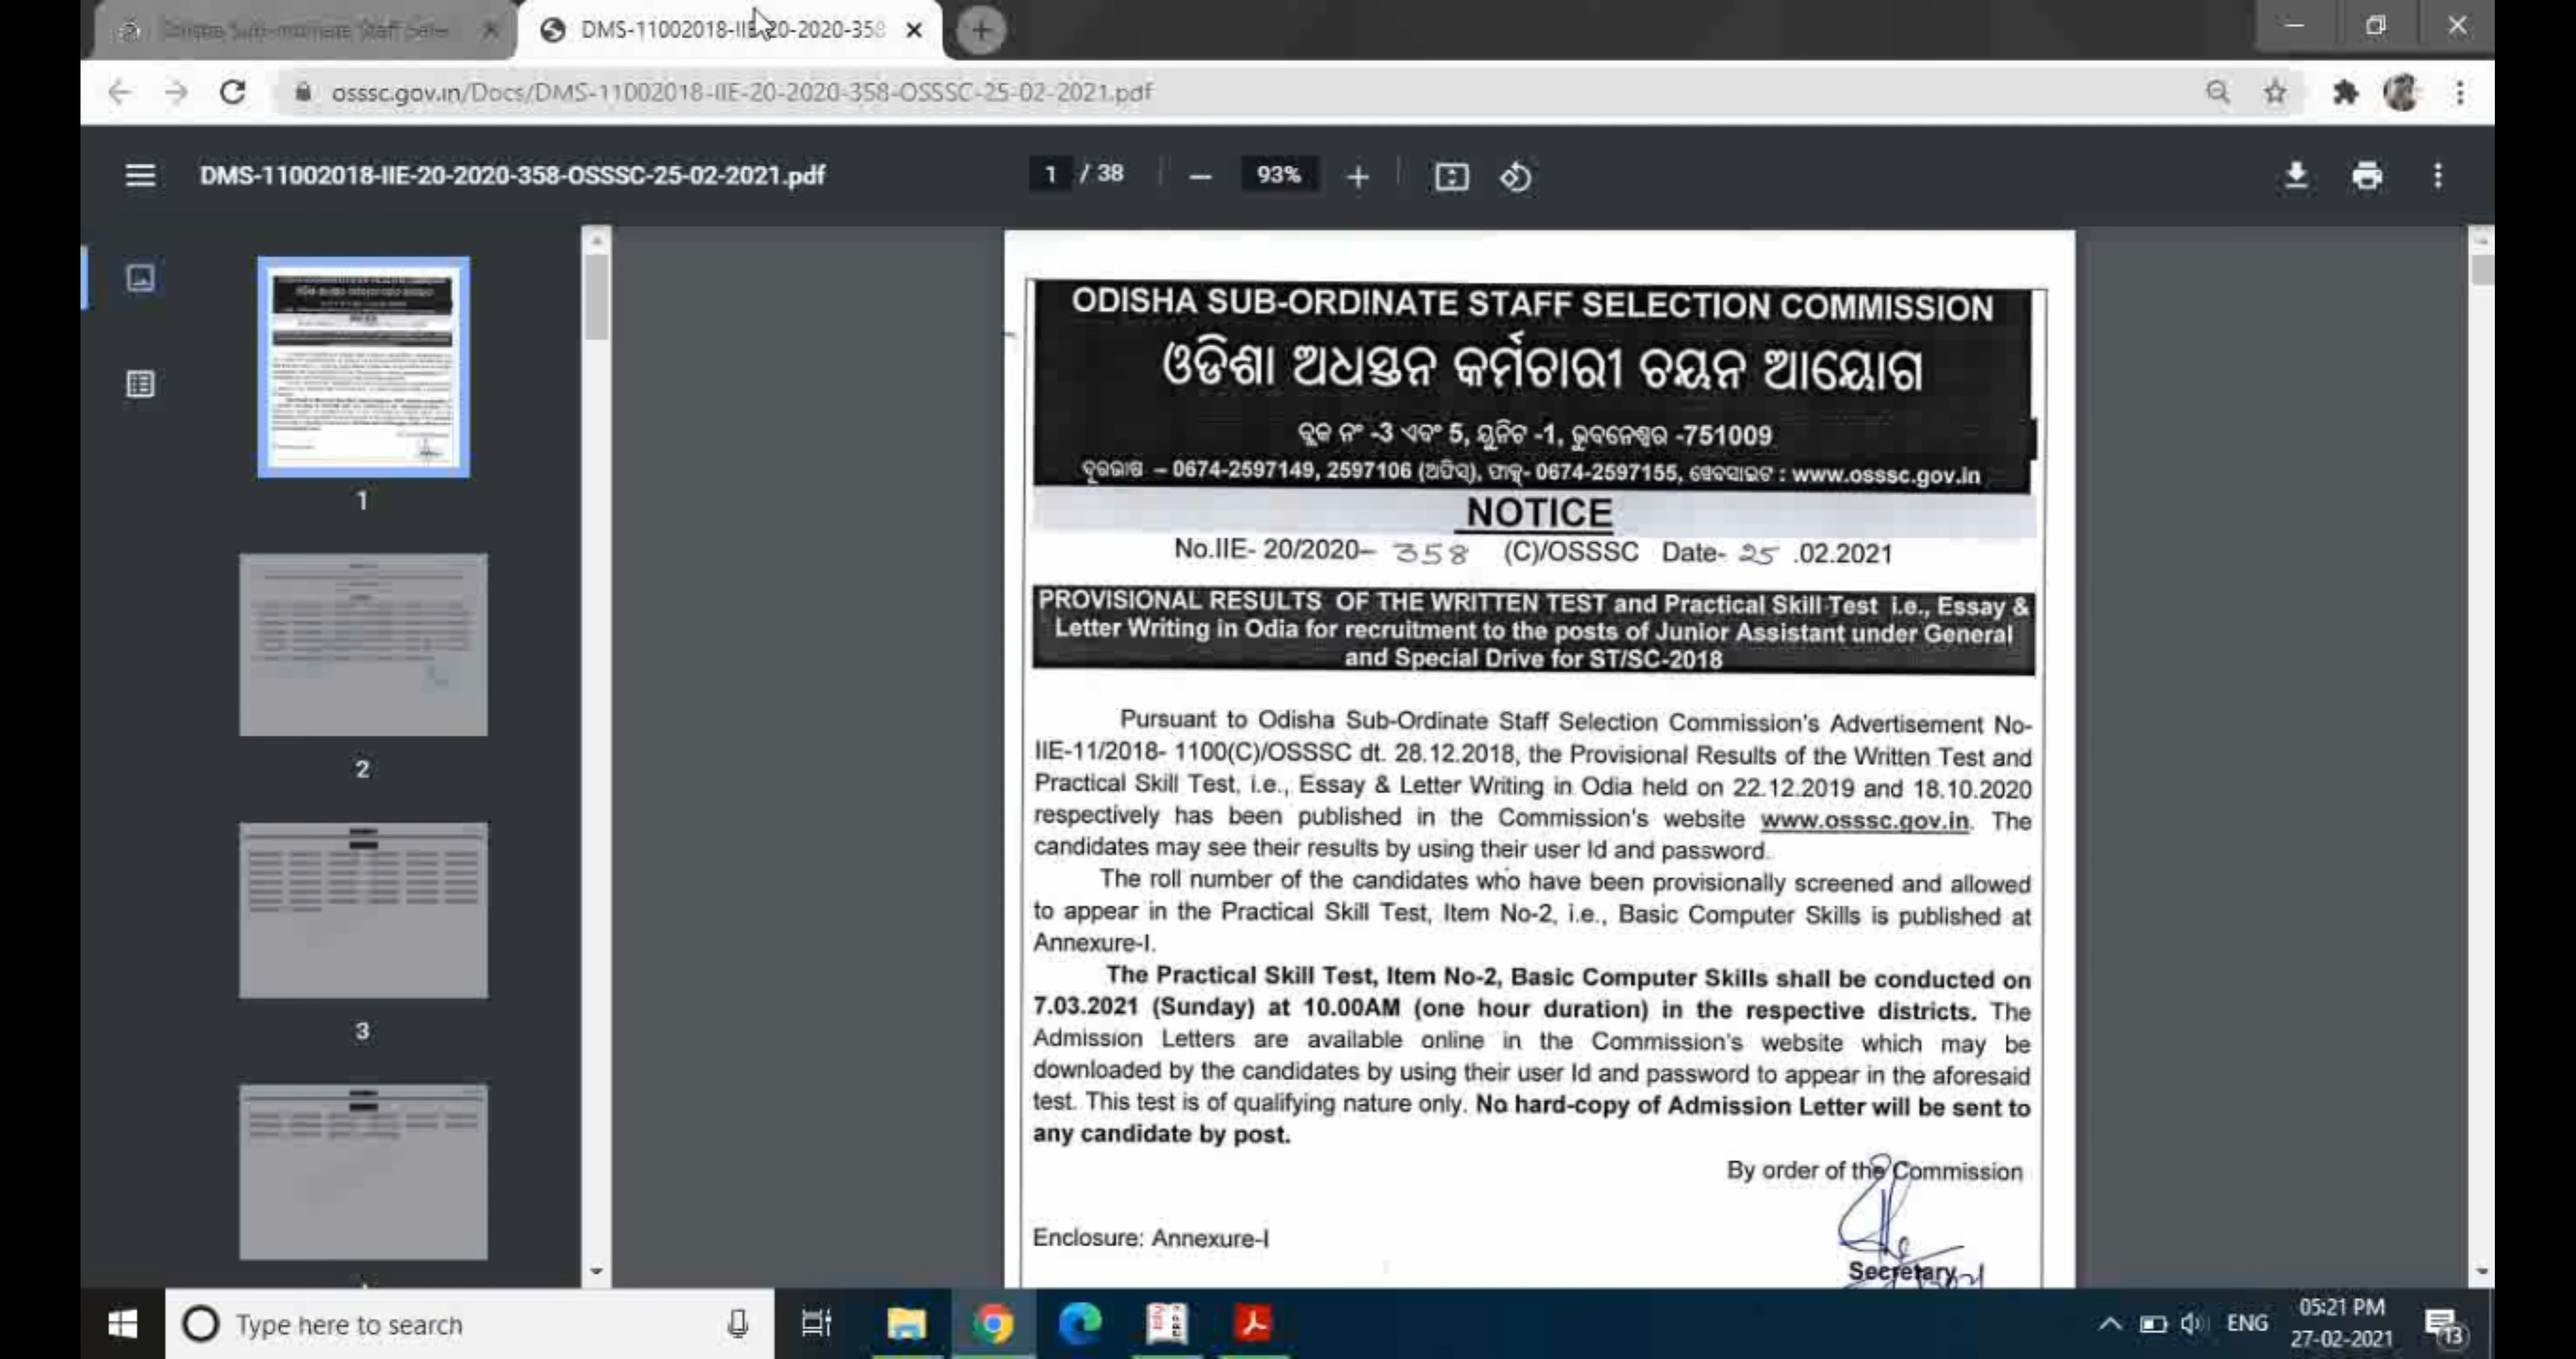 Odisha Sub-ordinate Staff Sele
DMS-11002018-IIE-20-2020-358
osssc.gov.in/Docs/DMS-11002018-IIE-20-2020-358-OSSSC-25-02-2021.pdf
DMS-11002018-IIE-20-2020-358-OSSSC-25-02-2021.pdf
1 / 38
93%
1
2
3
ODISHA SUB-ORDINATE STAFF SELECTION COMMISSION
ଓଡିଶା ଅଧସ୍ତନ କର୍ମଚାରୀ ଚୟନ ଆୟୋଗ
ବ୍ଲକ ନଂ -3 ଏବଂ 5, ୟୁନିଟ -1, ଭୁବନେଶ୍ୱର -751009
ଦୂରଭାଷ – 0674-2597149, 2597106 (ଅଫିସ୍), ଫାକ୍ସ- 0674-2597155, ୱେବସାଇଟ : www.osssc.gov.in
NOTICE
No.IIE- 20/2020– 358 (C)/OSSSC Date- 25 .02.2021
PROVISIONAL RESULTS OF THE WRITTEN TEST and Practical Skill Test i.e., Essay &
Letter Writing in Odia for recruitment to the posts of Junior Assistant under General
and Special Drive for ST/SC-2018
Pursuant to Odisha Sub-Ordinate Staff Selection Commission's Advertisement No-
IIE-11/2018- 1100(C)/OSSSC dt. 28.12.2018, the Provisional Results of the Written Test and
Practical Skill Test, i.e., Essay & Letter Writing in Odia held on 22.12.2019 and 18.10.2020
respectively has been published in the Commission's website www.osssc.gov.in. The
candidates may see their results by using their user Id and password.
The roll number of the candidates who have been provisionally screened and allowed
to appear in the Practical Skill Test, Item No-2, i.e., Basic Computer Skills is published at
Annexure-I.
The Practical Skill Test, Item No-2, Basic Computer Skills shall be conducted on
7.03.2021 (Sunday) at 10.00AM (one hour duration) in the respective districts. The
Admission Letters are available online in the Commission's website which may be
downloaded by the candidates by using their user Id and password to appear in the aforesaid
test. This test is of qualifying nature only. No hard-copy of Admission Letter will be sent to
any candidate by post.
By order of the Commission
Enclosure: Annexure-I
Secretary
Type here to search
ENG
05:21 PM
27-02-2021
13